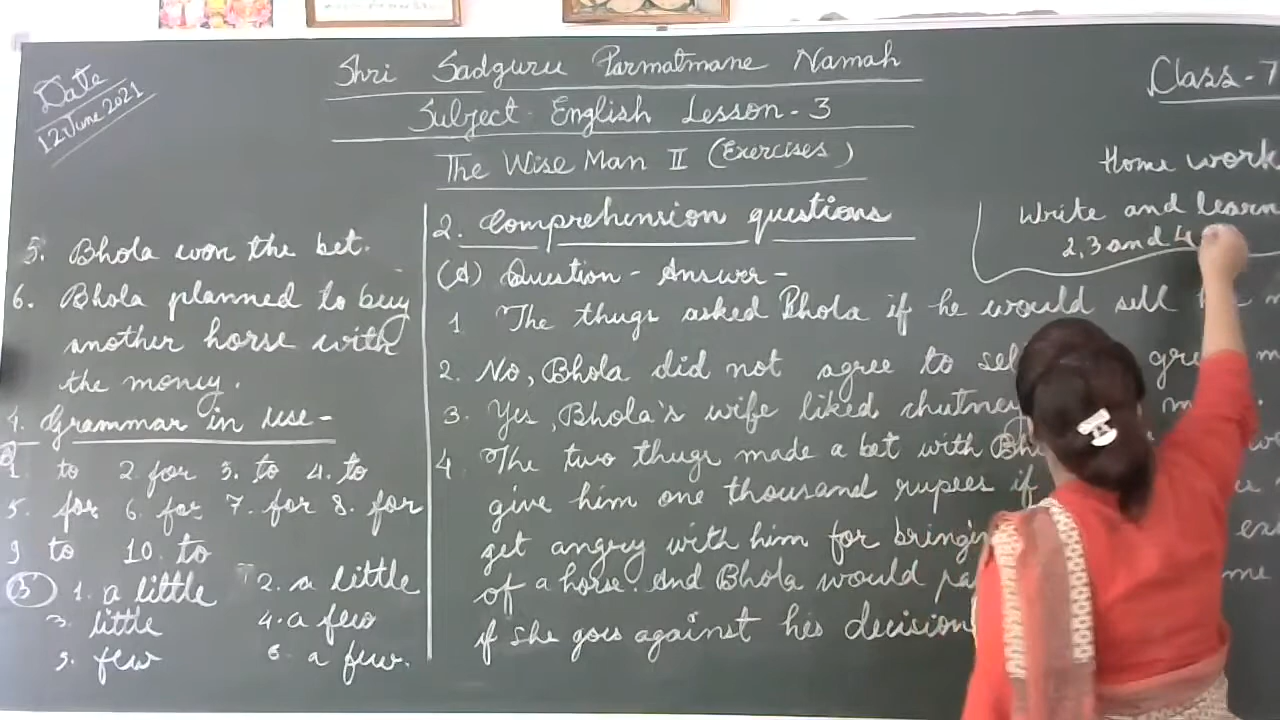 Date
12 June 2021
Shri Sadguru Parmatmane Namah
Subject - English Lesson - 3
The Wise Man II (Exercises)
Class - 7
Home work
Write and learn
2, 3 and 4
5. Bhola won the bet.
6. Bhola planned to buy
another horse with
the money.
4. Grammar in use -
1. to 2. for 3. to 4. to
5. for 6. for 7. for 8. for
9 to 10. to
B 1. a little 2. a little
3. little 4. a few
5. few 6. a few.
2. Comprehension questions
(A) Question - Answer -
1. The thugs asked Bhola if he would sell
2. No, Bhola did not agree to sell
3. Yes, Bhola's wife liked chutney
4. The two thugs made a bet with
give him one thousand rupees if
get angry with him for
of a horse. And Bhola would
if she goes against his decision